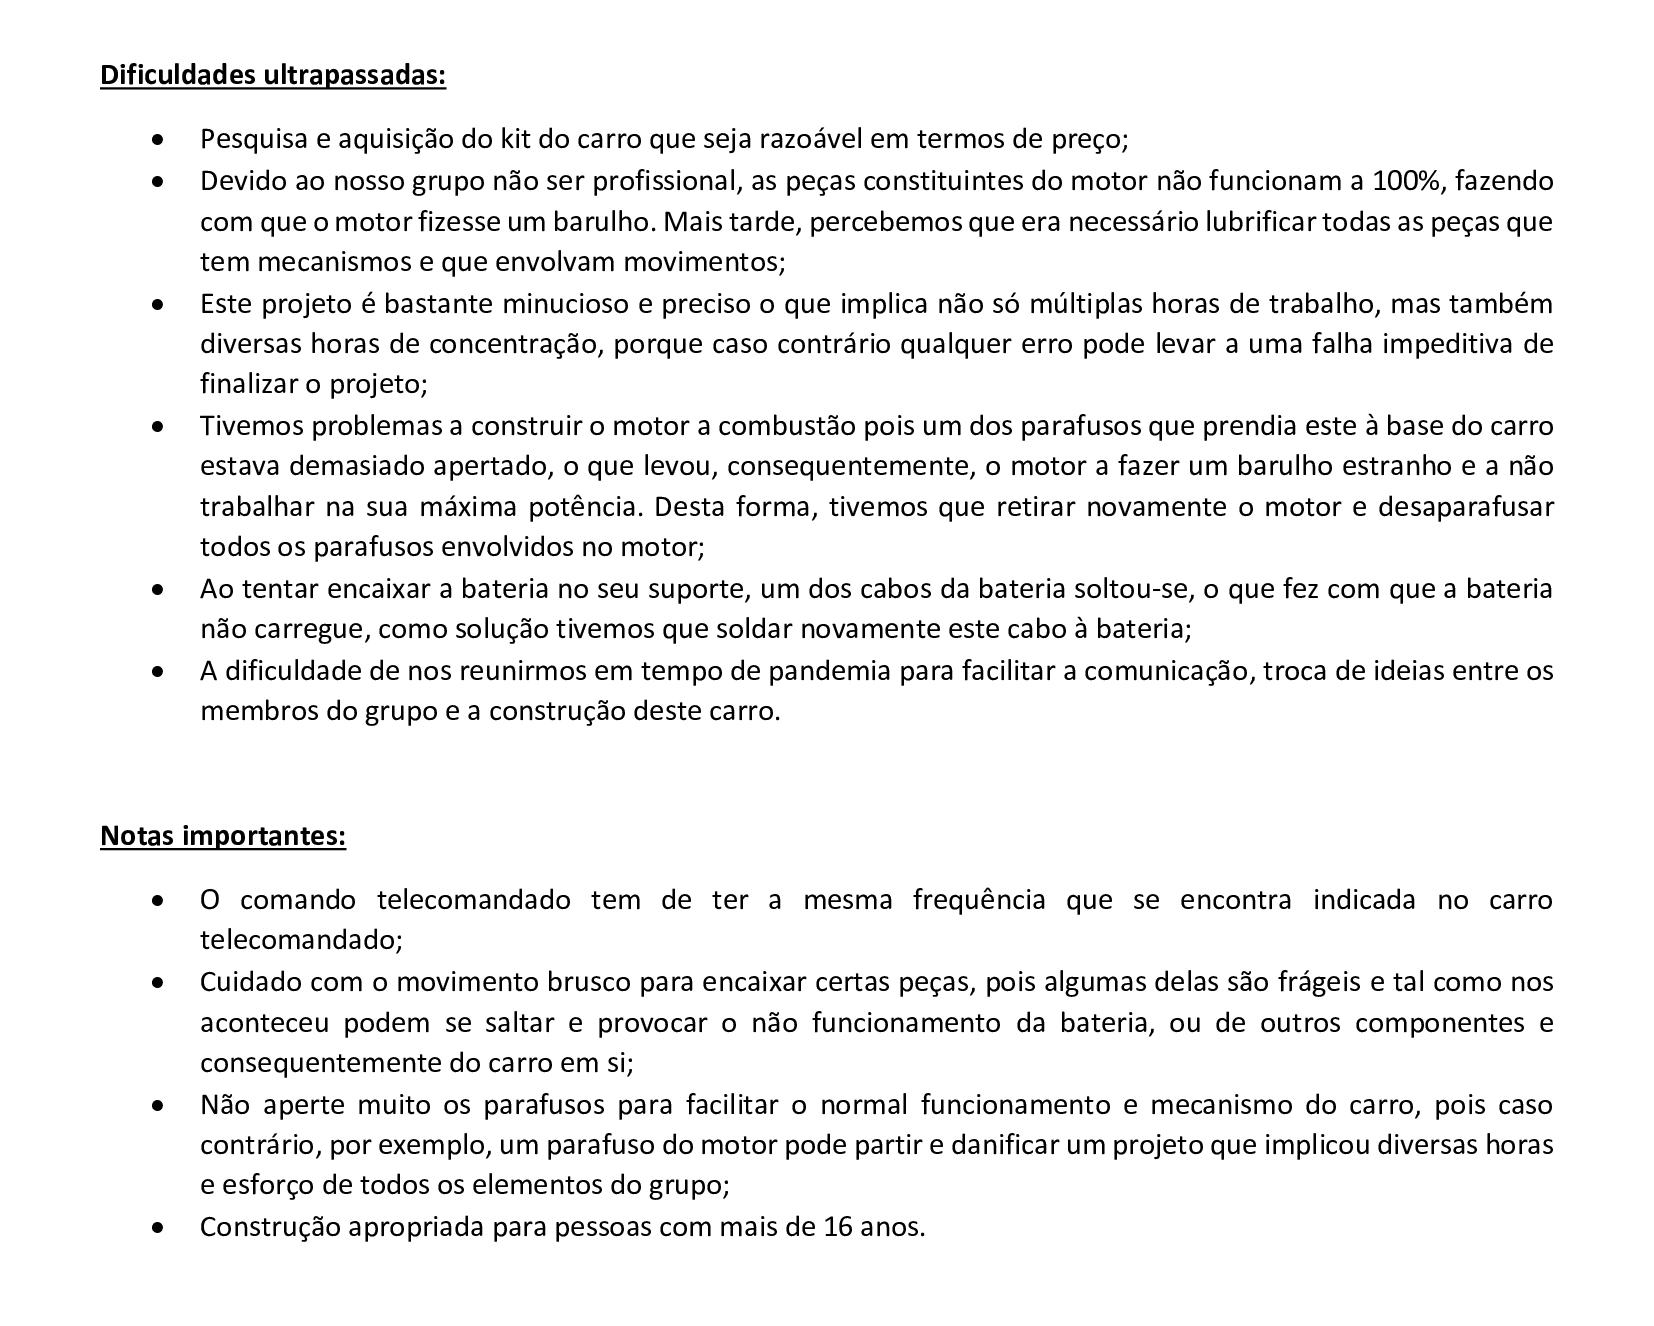 Dificuldades ultrapassadas:
• Pesquisa e aquisição do kit do carro que seja razoável em termos de preço;
• Devido ao nosso grupo não ser profissional, as peças constituintes do motor não funcionam a 100%, fazendo
com que o motor fizesse um barulho. Mais tarde, percebemos que era necessário lubrificar todas as peças que
tem mecanismos e que envolvam movimentos;
• Este projeto é bastante minucioso e preciso o que implica não só múltiplas horas de trabalho, mas também
diversas horas de concentração, porque caso contrário qualquer erro pode levar a uma falha impeditiva de
finalizar o projeto;
• Tivemos problemas a construir o motor a combustão pois um dos parafusos que prendia este à base do carro
estava demasiado apertado, o que levou, consequentemente, o motor a fazer um barulho estranho e a não
trabalhar na sua máxima potência. Desta forma, tivemos que retirar novamente o motor e desaparafusar
todos os parafusos envolvidos no motor;
• Ao tentar encaixar a bateria no seu suporte, um dos cabos da bateria soltou-se, o que fez com que a bateria
não carregue, como solução tivemos que soldar novamente este cabo à bateria;
• A dificuldade de nos reunirmos em tempo de pandemia para facilitar a comunicação, troca de ideias entre os
membros do grupo e a construção deste carro.
Notas importantes:
• O comando telecomandado tem de ter a mesma frequência que se encontra indicada no carro
telecomandado;
• Cuidado com o movimento brusco para encaixar certas peças, pois algumas delas são frágeis e tal como nos
aconteceu podem se saltar e provocar o não funcionamento da bateria, ou de outros componentes e
consequentemente do carro em si;
• Não aperte muito os parafusos para facilitar o normal funcionamento e mecanismo do carro, pois caso
contrário, por exemplo, um parafuso do motor pode partir e danificar um projeto que implicou diversas horas
e esforço de todos os elementos do grupo;
• Construção apropriada para pessoas com mais de 16 anos.